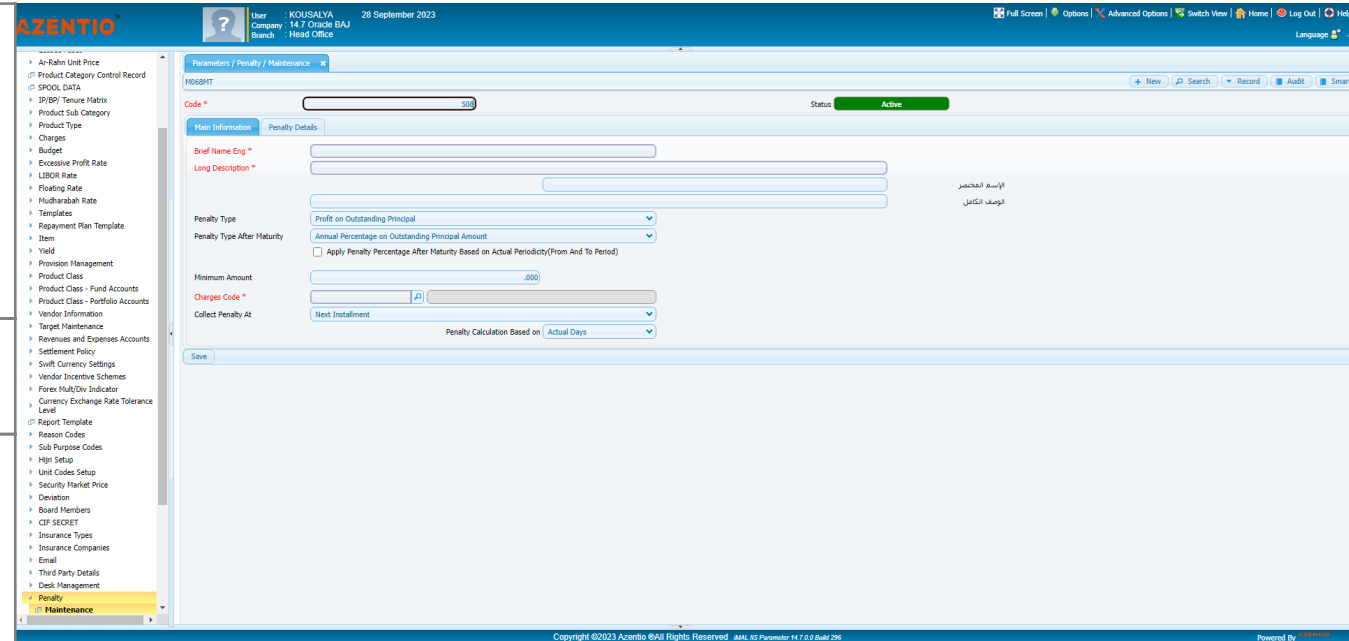 AZENTIO
User : KOUSALYA 28 September 2023
Company : 147 Oracle BAJ
Branch : Head Office
Full Screen | Options | Advanced Options | Switch View | Home | Log Out |
Language
Ar-Rahn Unit Price
Product Category Control Record
SPOOL DATA
IP/BP/ Tenure Matrix
Product Sub Category
Product Type
Charges
Budget
Excessive Profit Rate
LIBOR Rate
Floating Rate
Mudharabah Rate
Templates
Repayment Plan Template
Item
Yield
Provision Management
Product Class
Product Class - Fund Accounts
Product Class - Portfolio Accounts
Vendor Information
Target Maintenance
Revenues and Expenses Accounts
Settlement Policy
Swift Currency Settings
Vendor Incentive Schemes
Forex Mult/Div Indicator
Currency Exchange Rate Tolerance
Level
Report Template
Reason Codes
Sub Purpose Codes
Hijri Setup
Unit Codes Setup
Security Market Price
Deviation
Board Members
CIF SECRET
Insurance Types
Insurance Companies
Email
Third Party Details
Desk Management
Penalty
Maintenance
Parameters / Penalty / Maintenance x
M068MT
+ New Search Record Audit
Code * 508 Status Active
Main Information Penalty Details
Brief Name Eng *
Long Description *
الإسم المختصر
الوصف الكامل
Penalty Type Profit on Outstanding Principal
Penalty Type After Maturity Annual Percentage on Outstanding Principal Amount
Apply Penalty Percentage After Maturity Based on Actual Periodicity(From And To Period)
Minimum Amount .000
Charges Code *
Collect Penalty At Next Installment
Penalty Calculation Based on Actual Days
Save
Copyright ©2023 Azentio ®All Rights Reserved iMAL IIS Parameter 14.7.0.0 Build 296
Powered By AZENTIO